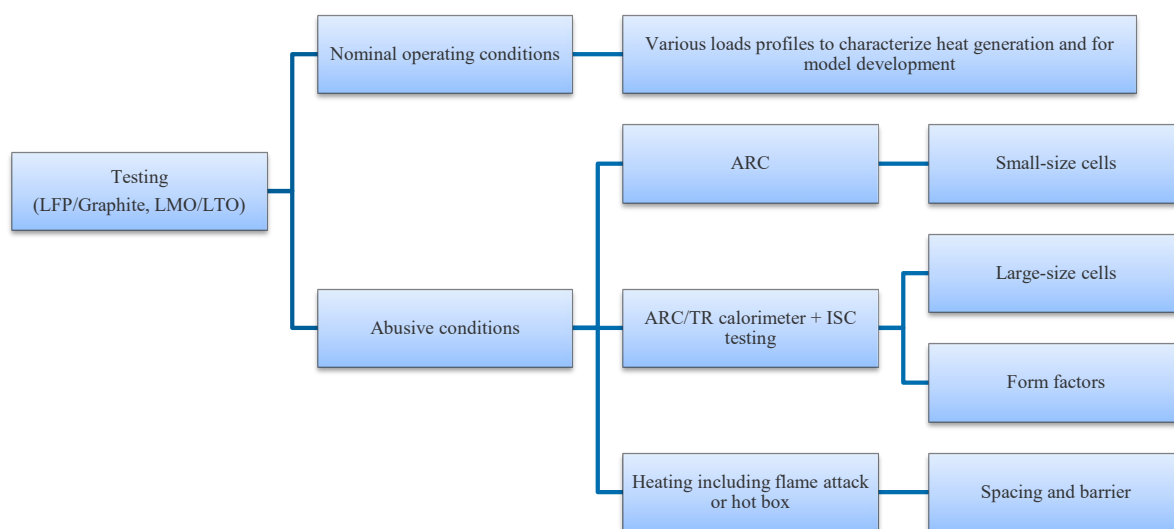 Testing
(LFP/Graphite, LMO/LTO)
Nominal operating conditions
Various loads profiles to characterize heat generation and for
model development
Abusive conditions
ARC
Small-size cells
ARC/TR calorimeter + ISC
testing
Large-size cells
Form factors
Heating including flame attack
or hot box
Spacing and barrier